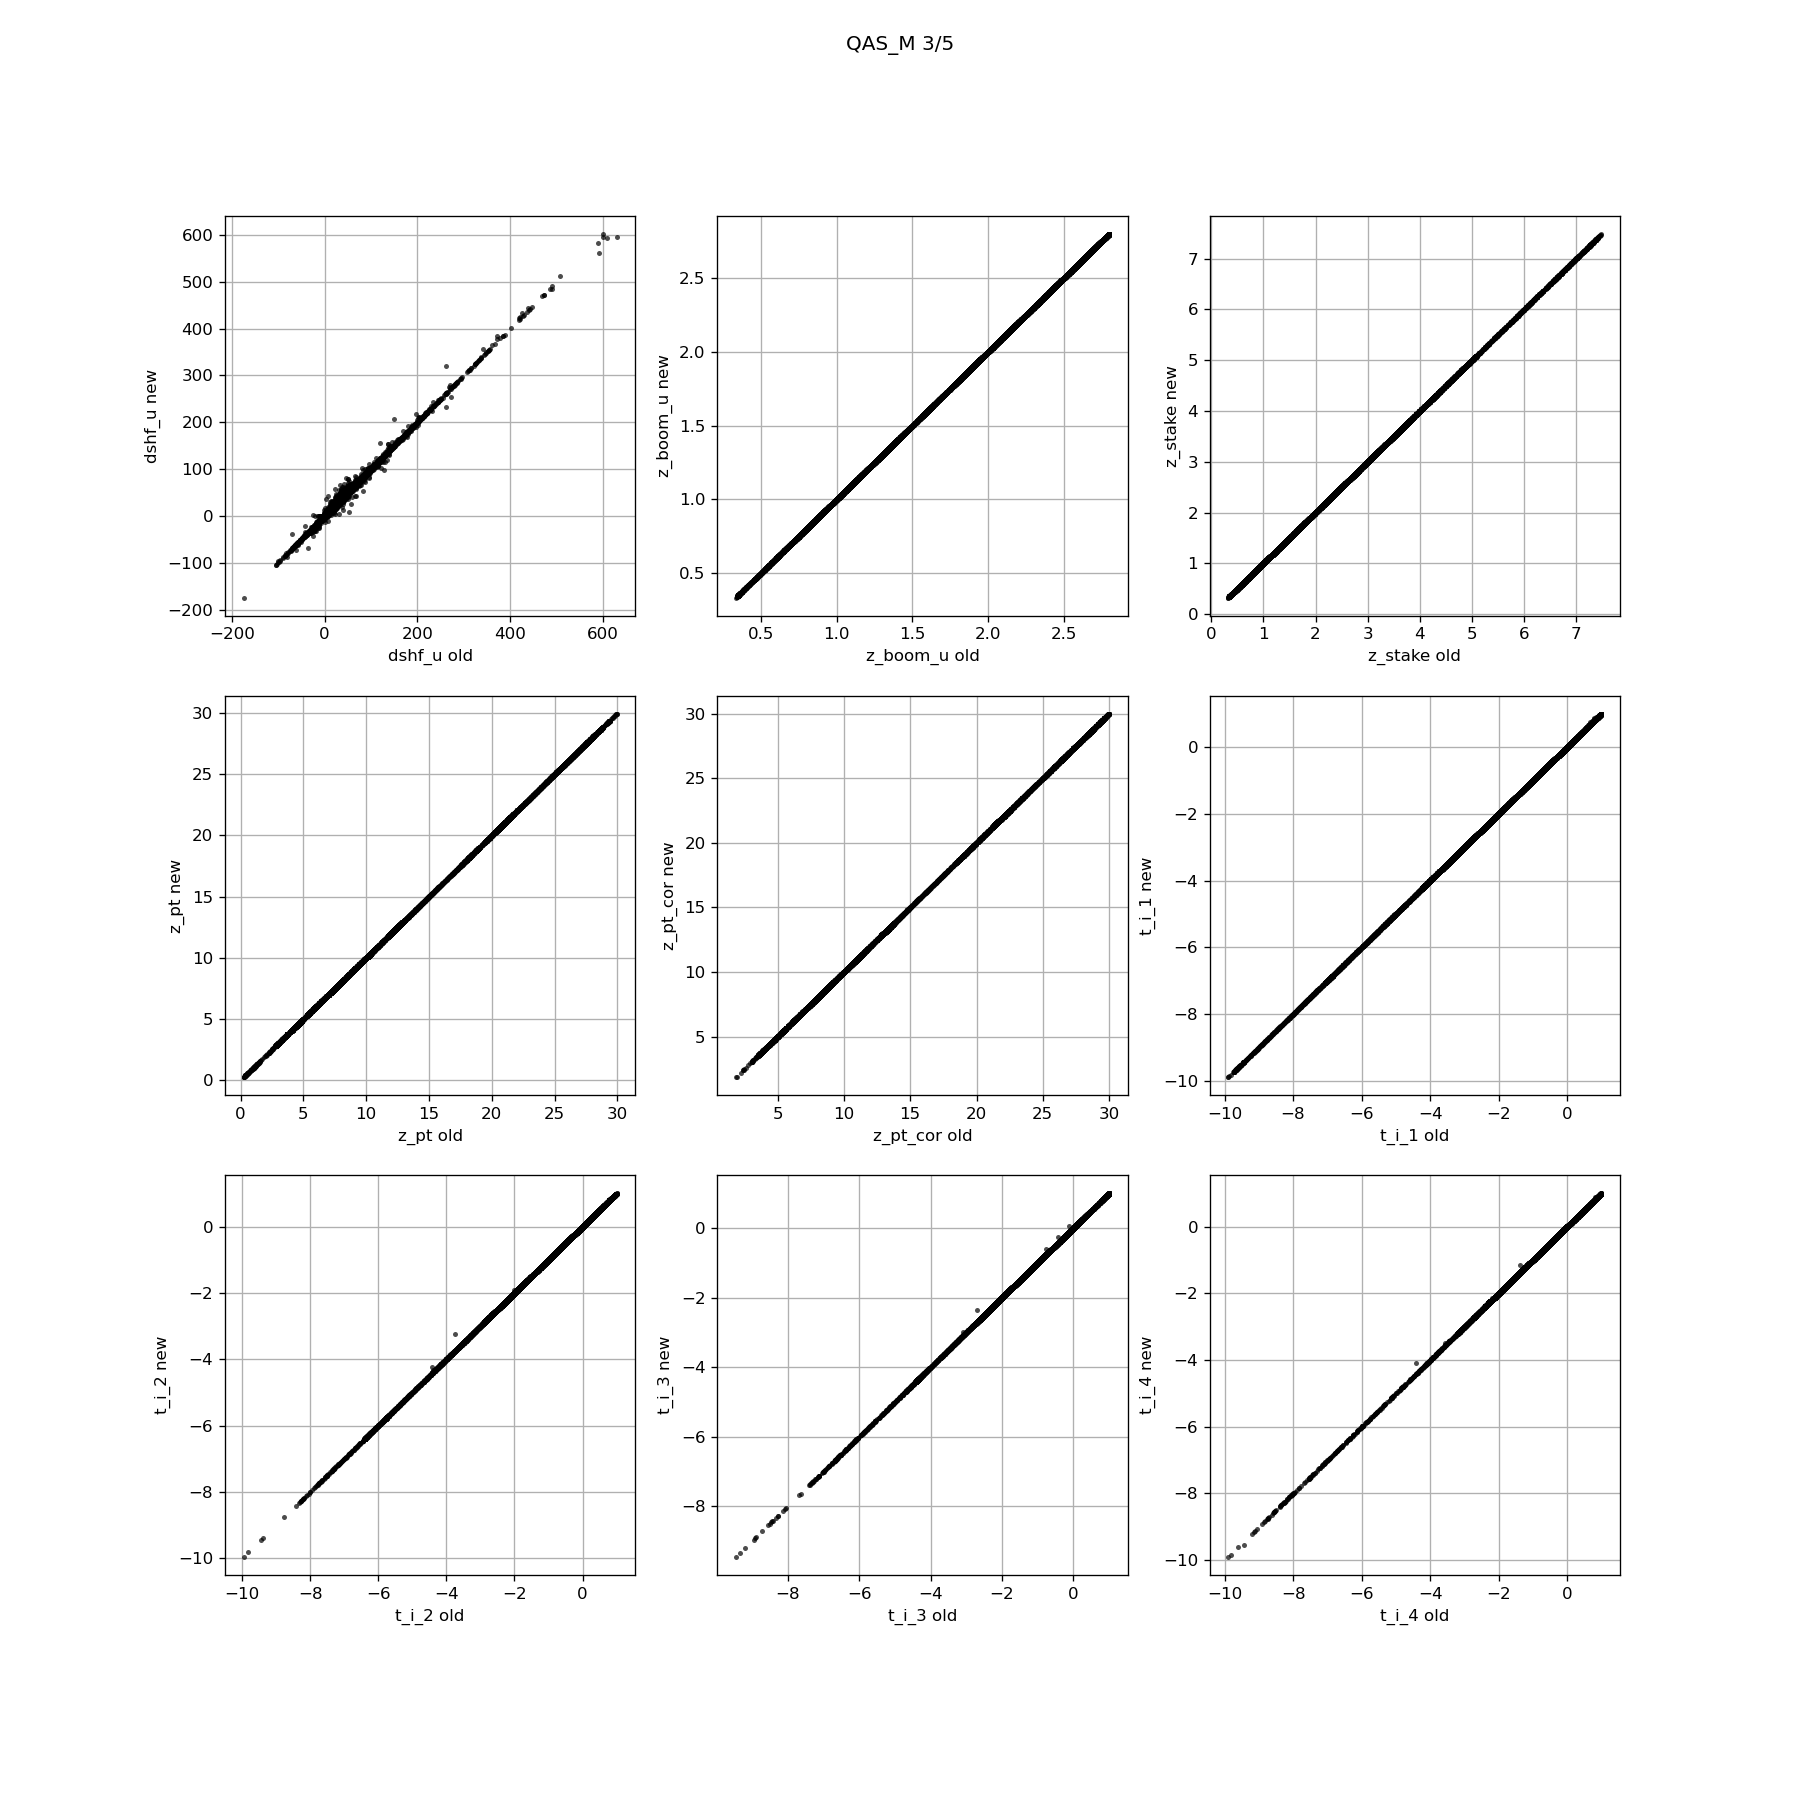 QAS_M 3/5
600
500
400
300
200
100
0
−100
−200
−200 0 200 400 600
dshf_u old
dshf_u new
2.5
2.0
1.5
1.0
0.5
0.5 1.0 1.5 2.0 2.5
z_boom_u old
z_boom_u new
7
6
5
4
3
2
1
0
0 1 2 3 4 5 6 7
z_stake old
z_stake new
30
25
20
15
10
5
0
0 5 10 15 20 25 30
z_pt old
z_pt new
30
25
20
15
10
5
5 10 15 20 25 30
z_pt_cor old
z_pt_cor new
0
−2
−4
−6
−8
−10
−10 −8 −6 −4 −2 0
t_i_1 old
t_i_1 new
0
−2
−4
−6
−8
−10
−10 −8 −6 −4 −2 0
t_i_2 old
t_i_2 new
0
−2
−4
−6
−8
−8 −6 −4 −2 0
t_i_3 old
t_i_3 new
0
−2
−4
−6
−8
−10
−10 −8 −6 −4 −2 0
t_i_4 old
t_i_4 new